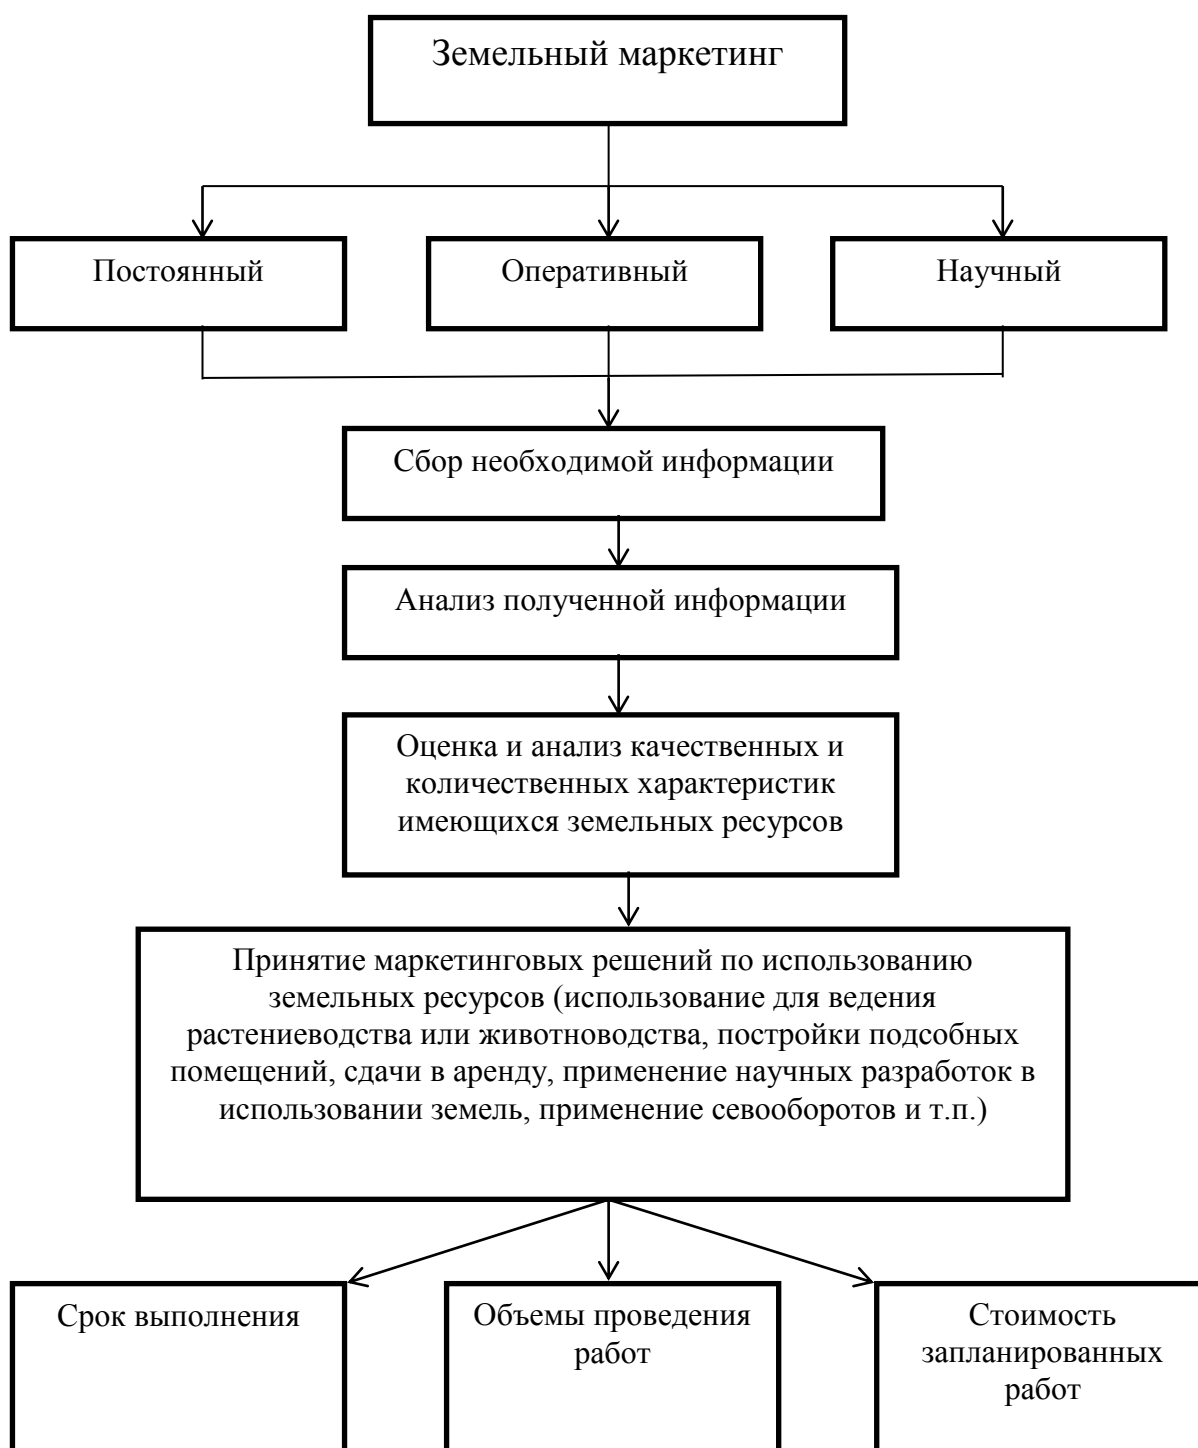 Земельный маркетинг
Постоянный
Оперативный
Научный
Сбор необходимой информации
Анализ полученной информации
Оценка и анализ качественных и
количественных характеристик
имеющихся земельных ресурсов
Принятие маркетинговых решений по использованию
земельных ресурсов (использование для ведения
растениеводства или животноводства, постройки подсобных
помещений, сдачи в аренду, применение научных разработок в
использовании земель, применение севооборотов и т.п.)
Срок выполнения
Объемы проведения
работ
Стоимость
запланированных
работ